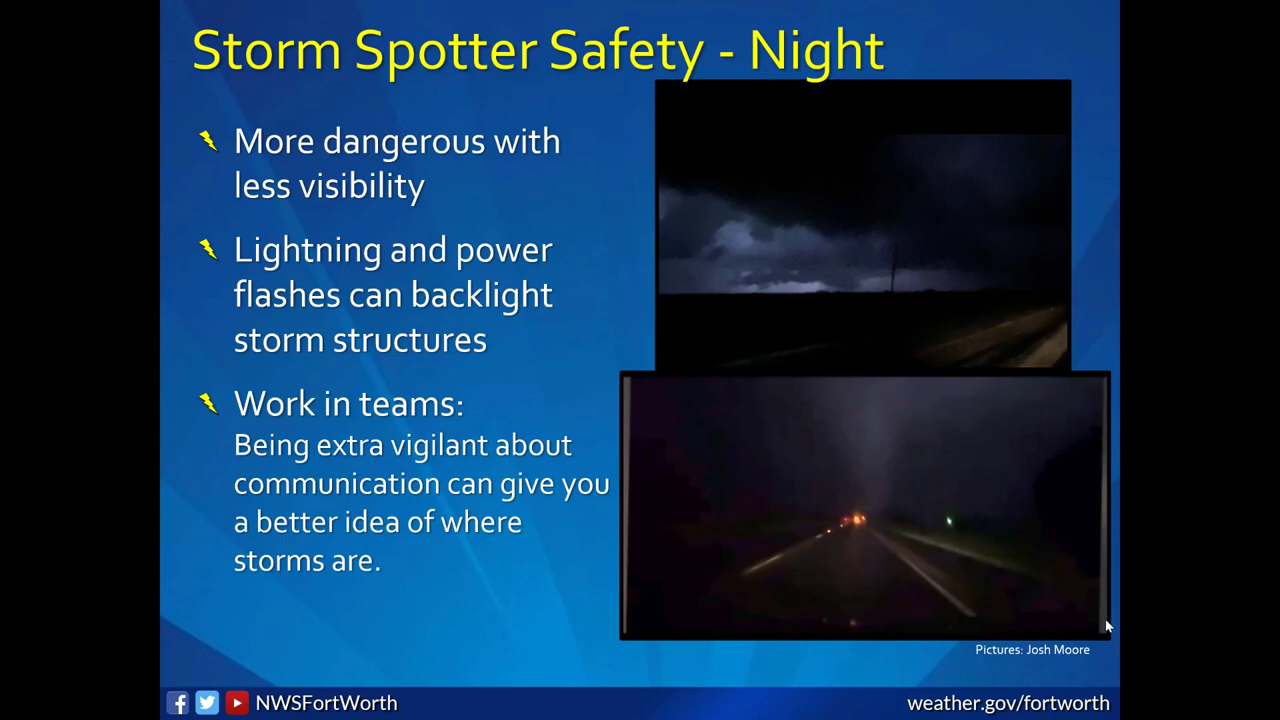 Storm Spotter Safety - Night
More dangerous with
less visibility
Lightning and power
flashes can backlight
storm structures
Work in teams:
Being extra vigilant about
communication can give you
a better idea of where
storms are.
Pictures: Josh Moore
NWSFortWorth
weather.gov/fortworth